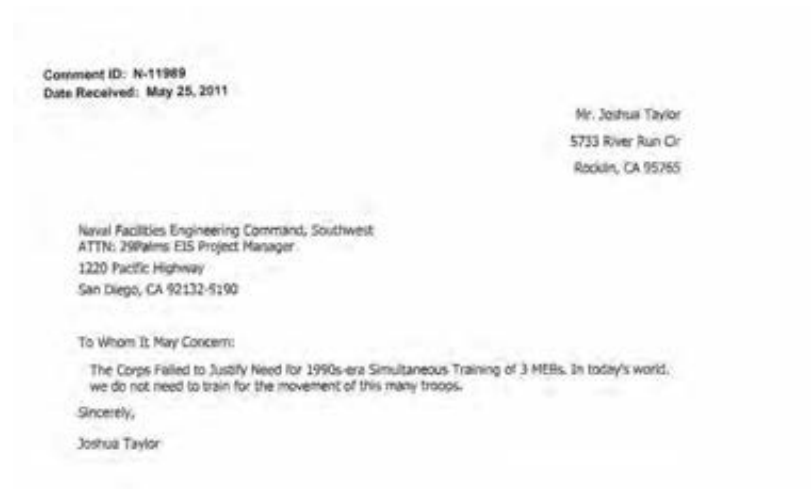 Comment ID: N-11989
Date Received: May 25, 2011
Mr. Joshua Taylor
5733 River Run Cir
Rocklin, CA 95765
Naval Facilities Engineering Command, Southwest
ATTN: 29Palms EIS Project Manager
1220 Pacific Highway
San Diego, CA 92132-5190
To Whom It May Concern:
The Corps Failed to Justify Need for 1990s-era Simultaneous Training of 3 MEBs. In today's world,
we do not need to train for the movement of this many troops.
Sincerely,
Joshua Taylor